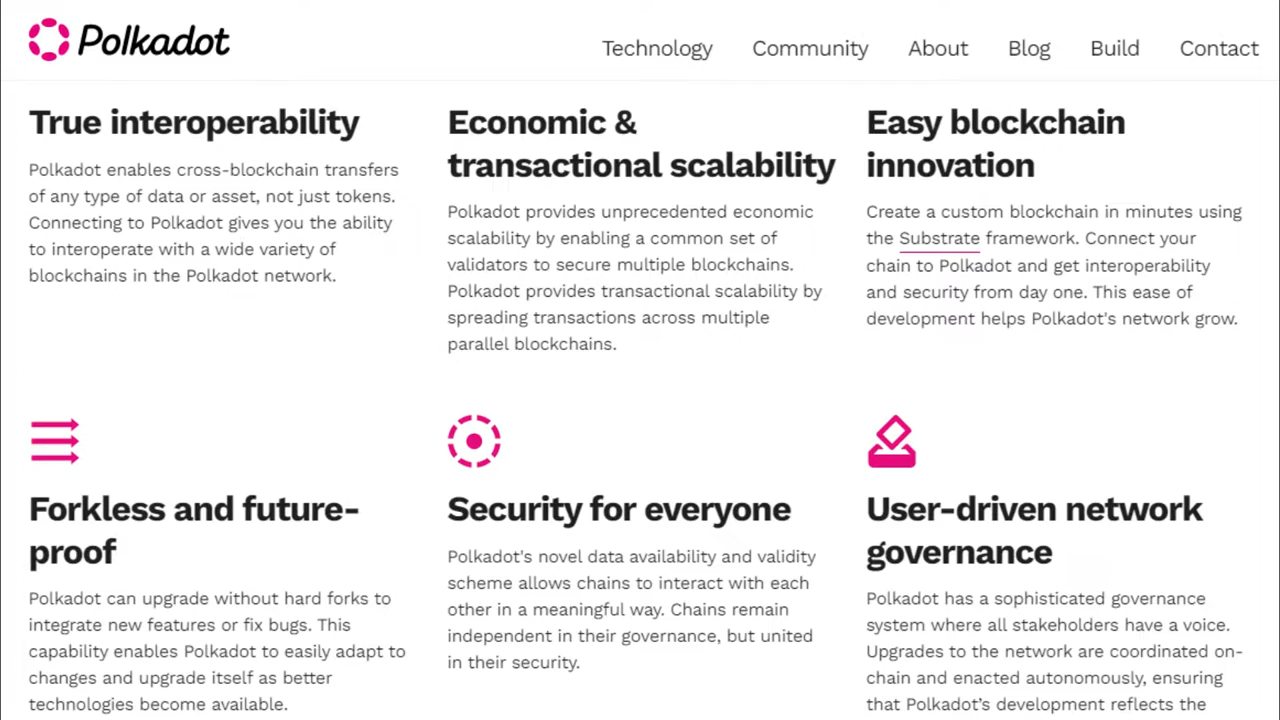 Polkadot
Technology
Community
About
Blog
Build
Contact
True interoperability
Polkadot enables cross-blockchain transfers
of any type of data or asset, not just tokens.
Connecting to Polkadot gives you the ability
to interoperate with a wide variety of
blockchains in the Polkadot network.
Economic &
transactional scalability
Polkadot provides unprecedented economic
scalability by enabling a common set of
validators to secure multiple blockchains.
Polkadot provides transactional scalability by
spreading transactions across multiple
parallel blockchains.
Easy blockchain
innovation
Create a custom blockchain in minutes using
the Substrate framework. Connect your
chain to Polkadot and get interoperability
and security from day one. This ease of
development helps Polkadot's network grow.
Forkless and future-
proof
Polkadot can upgrade without hard forks to
integrate new features or fix bugs. This
capability enables Polkadot to easily adapt to
changes and upgrade itself as better
technologies become available.
Security for everyone
Polkadot's novel data availability and validity
scheme allows chains to interact with each
other in a meaningful way. Chains remain
independent in their governance, but united
in their security.
User-driven network
governance
Polkadot has a sophisticated governance
system where all stakeholders have a voice.
Upgrades to the network are coordinated on-
chain and enacted autonomously, ensuring
that Polkadot’s development reflects the